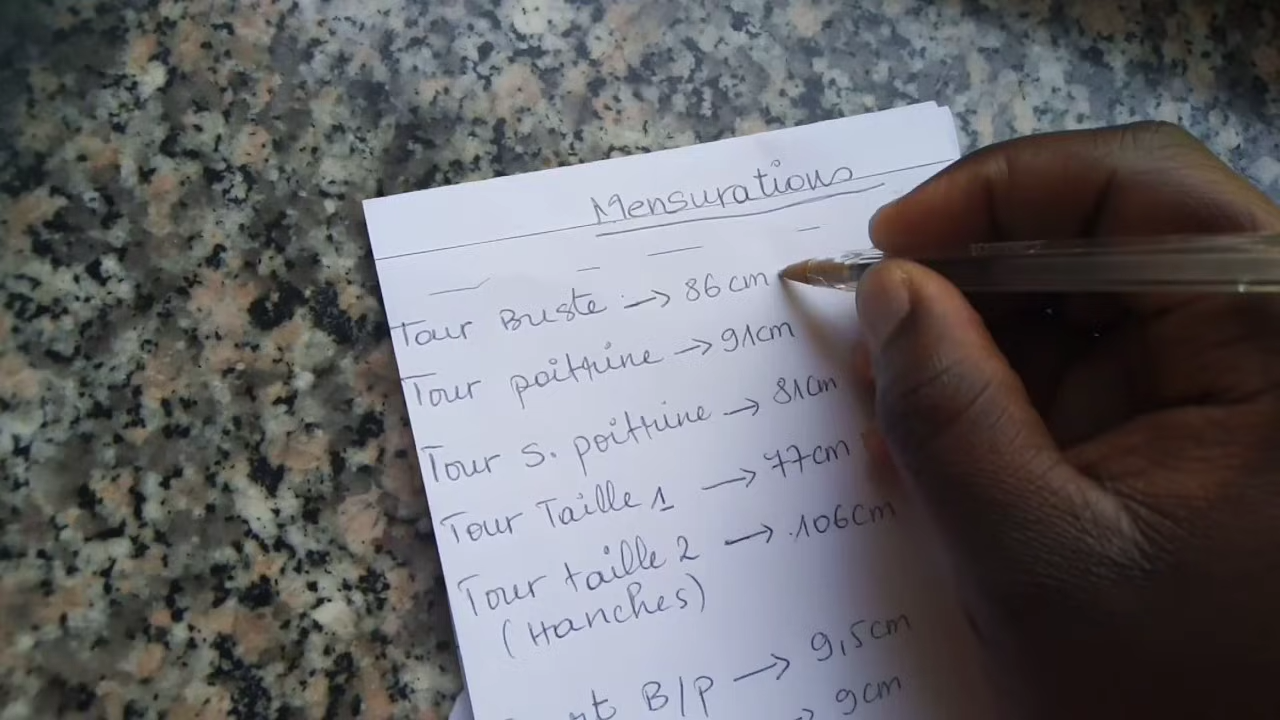 Mensurations
Tour Buste → 86 cm
Tour poitrine → 91cm
Tour S. poitrine → 81cm
Tour Taille 1 → 77cm
Tour taille 2 → 106cm
(Hanches)
B/P → 9,5cm
→ 9cm